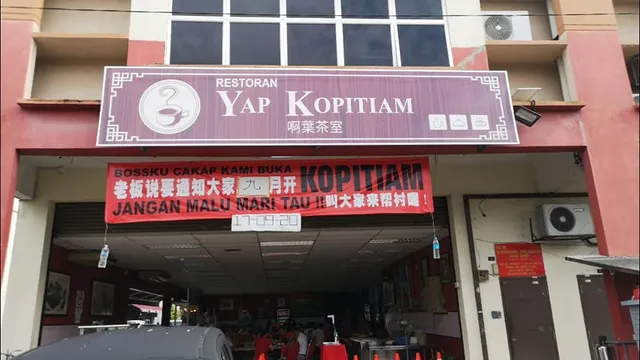 RESTORAN
YAP KOPITIAM
啊葉茶室
BOSSKU CAKAP KAMI BUKA
老板说要通知大家 九 月开 KOPITIAM
JANGAN MALU MARI TAU !! 叫大家来帮衬喔!
17-09-20